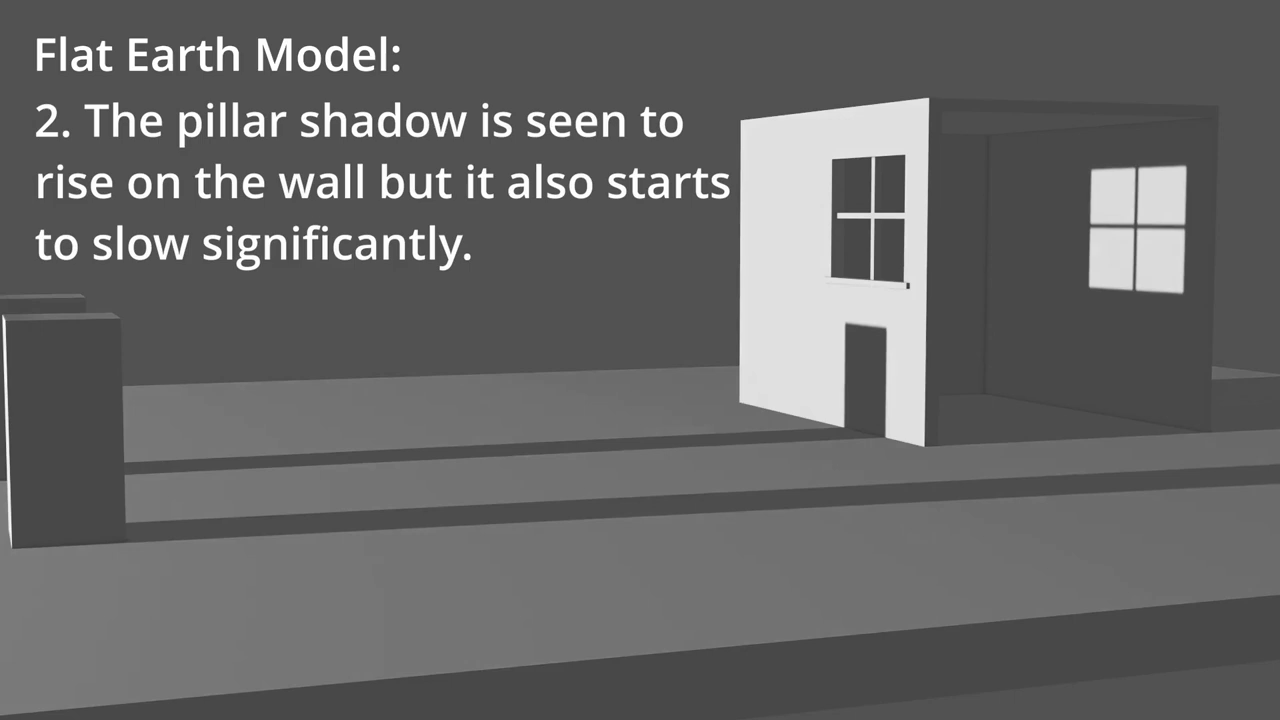 Flat Earth Model:
2. The pillar shadow is seen to
rise on the wall but it also starts
to slow significantly.